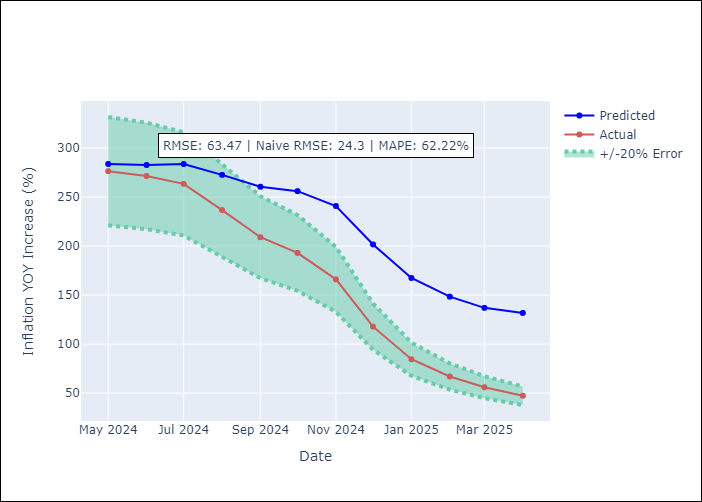 RMSE: 63.47 | Naive RMSE: 24.3 | MAPE: 62.22%
Predicted
Actual
+/-20% Error
Inflation YOY Increase (%)
300
250
200
150
100
50
May 2024
Jul 2024
Sep 2024
Nov 2024
Jan 2025
Mar 2025
Date